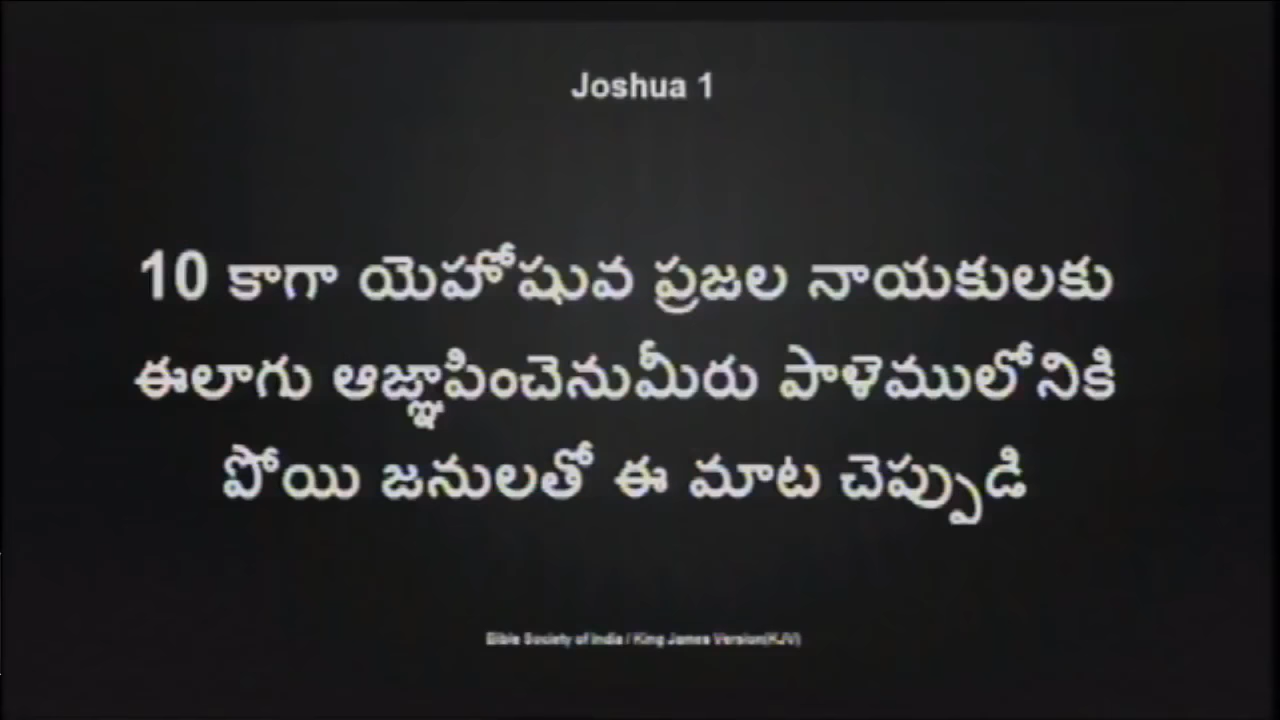 Joshua 1
10 కాగా యెహోషువ ప్రజల నాయకులకు
ఈలాగు ఆజ్ఞాపించెనుమీరు పాళెములోనికి
పోయి జనులతో ఈ మాట చెప్పుడి
Bible Society of India / King James Version(KJV)